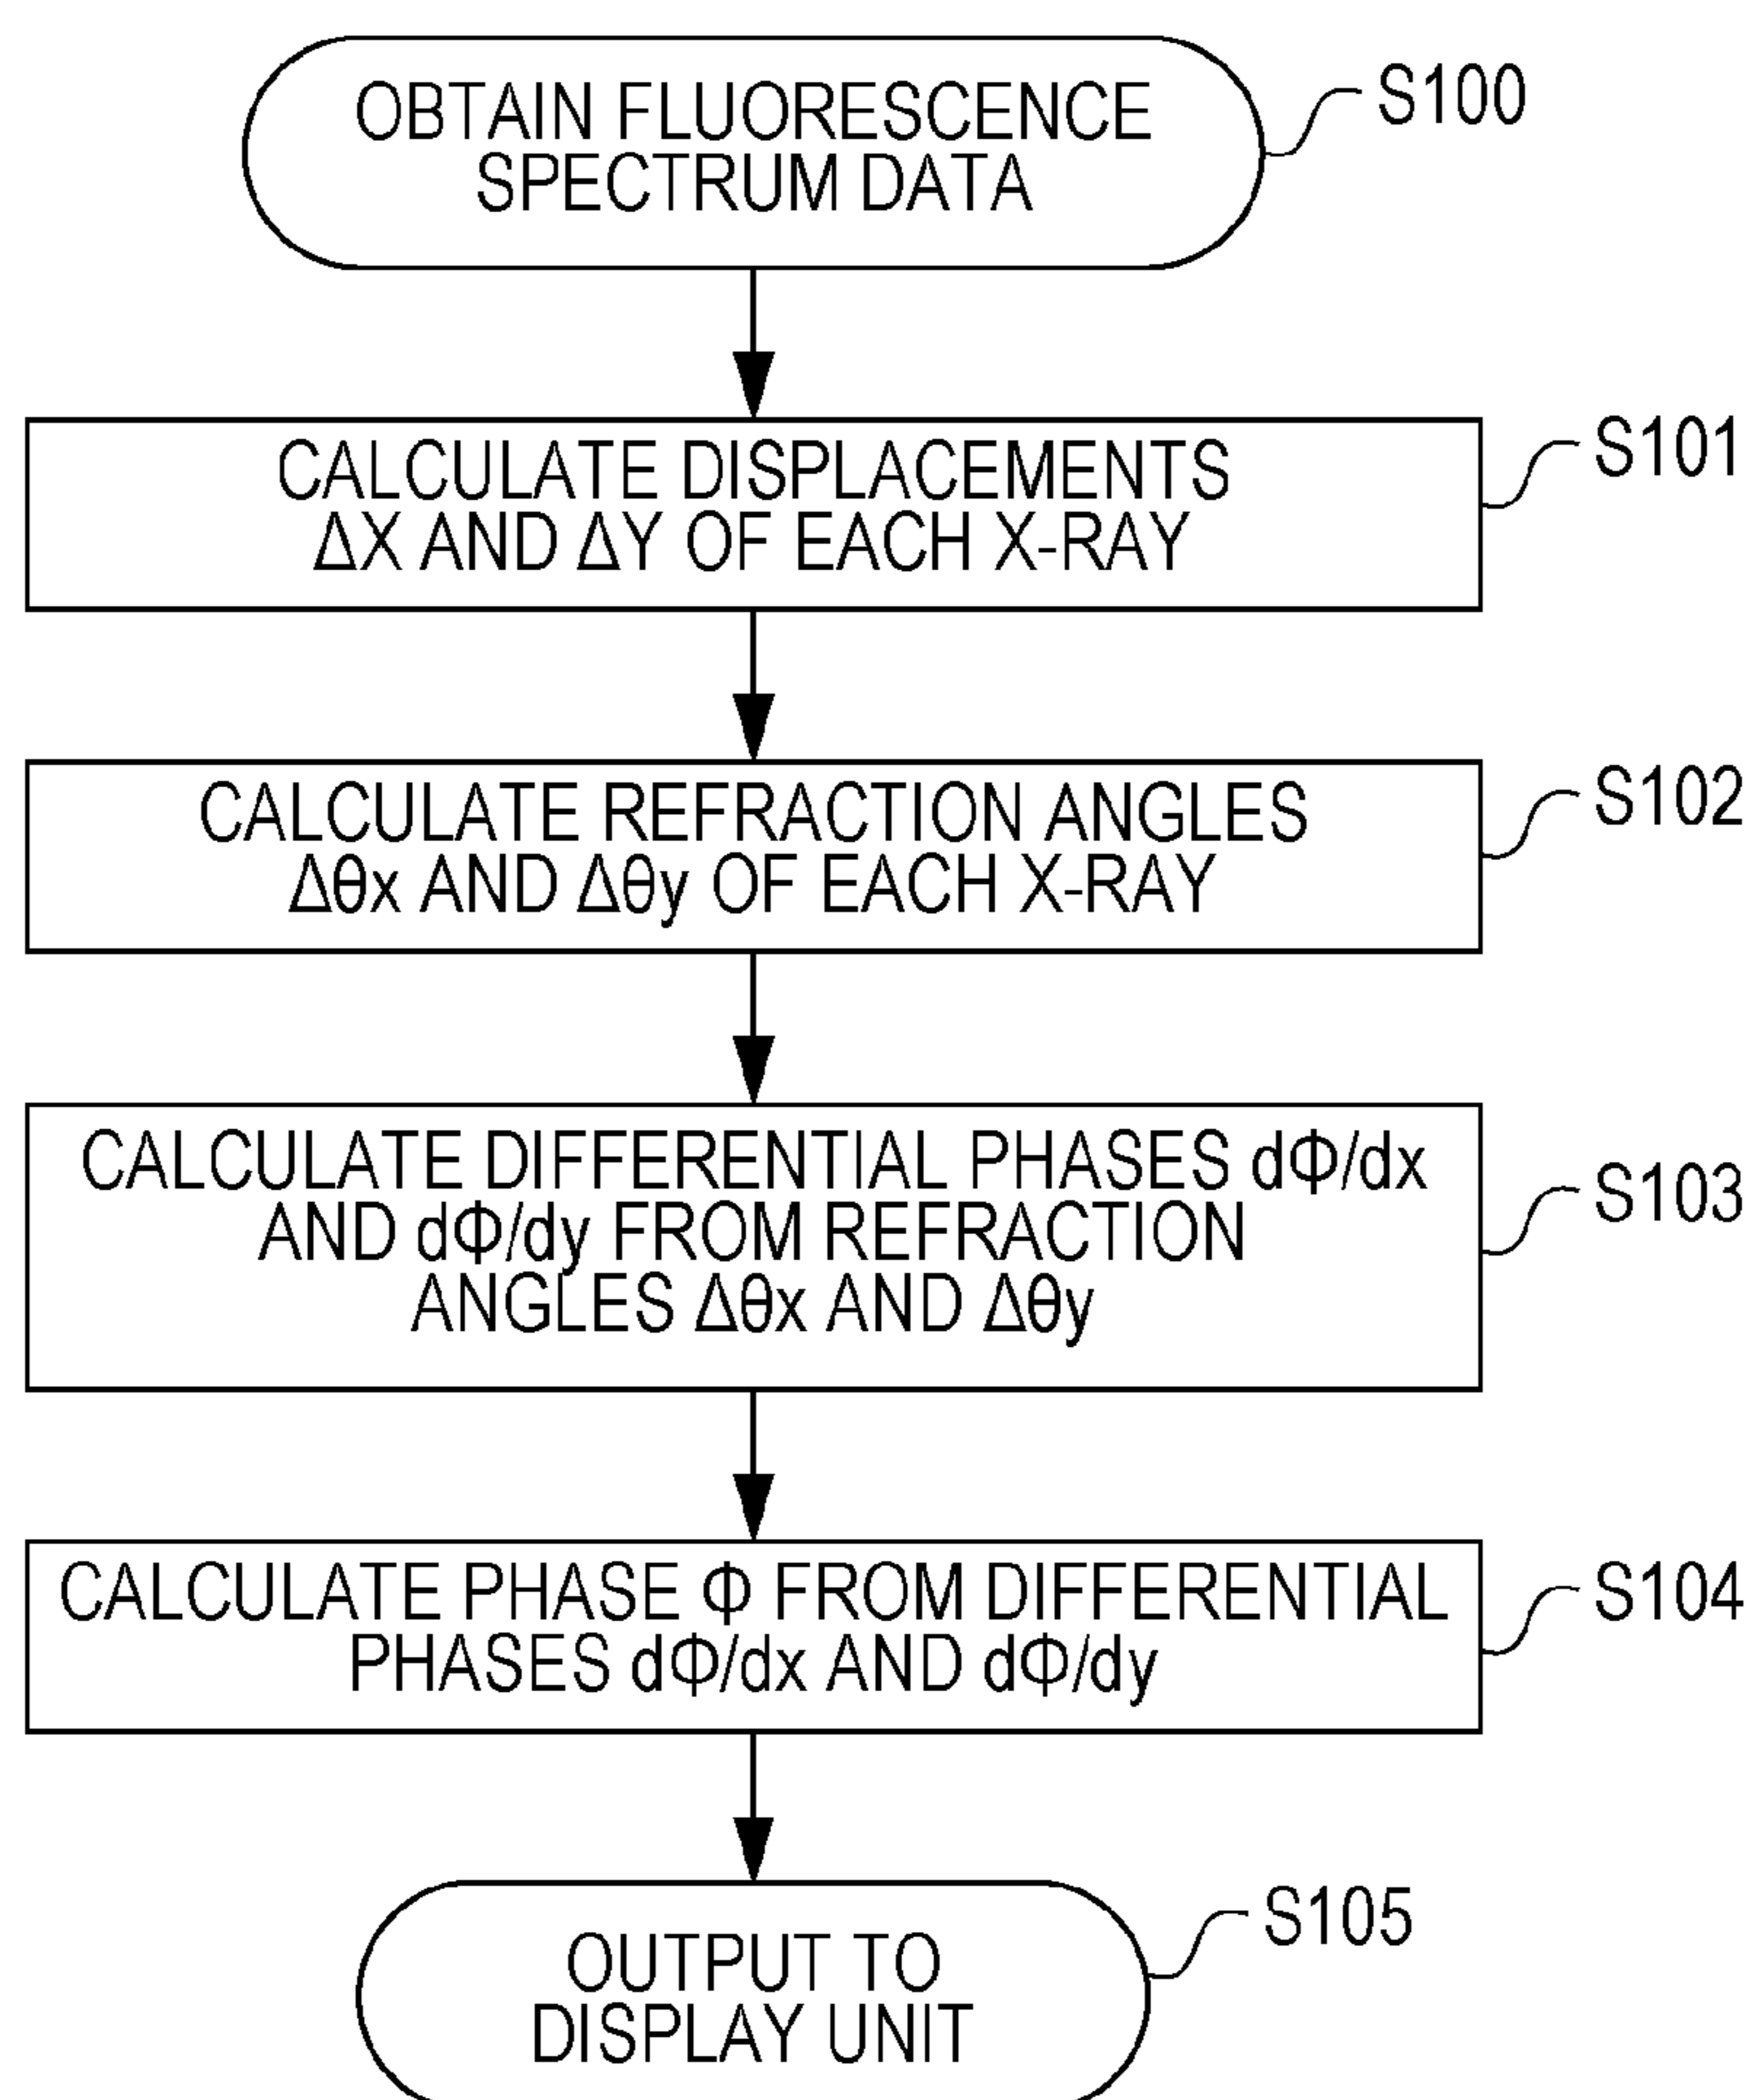 OBTAIN FLUORESCENCE
SPECTRUM DATA
S100
CALCULATE DISPLACEMENTS
ΔX AND ΔY OF EACH X-RAY
S101
CALCULATE REFRACTION ANGLES
Δθx AND Δθy OF EACH X-RAY
S102
CALCULATE DIFFERENTIAL PHASES dΦ/dx
AND dΦ/dy FROM REFRACTION
ANGLES Δθx AND Δθy
S103
CALCULATE PHASE Φ FROM DIFFERENTIAL
PHASES dΦ/dx AND dΦ/dy
S104
OUTPUT TO
DISPLAY UNIT
S105